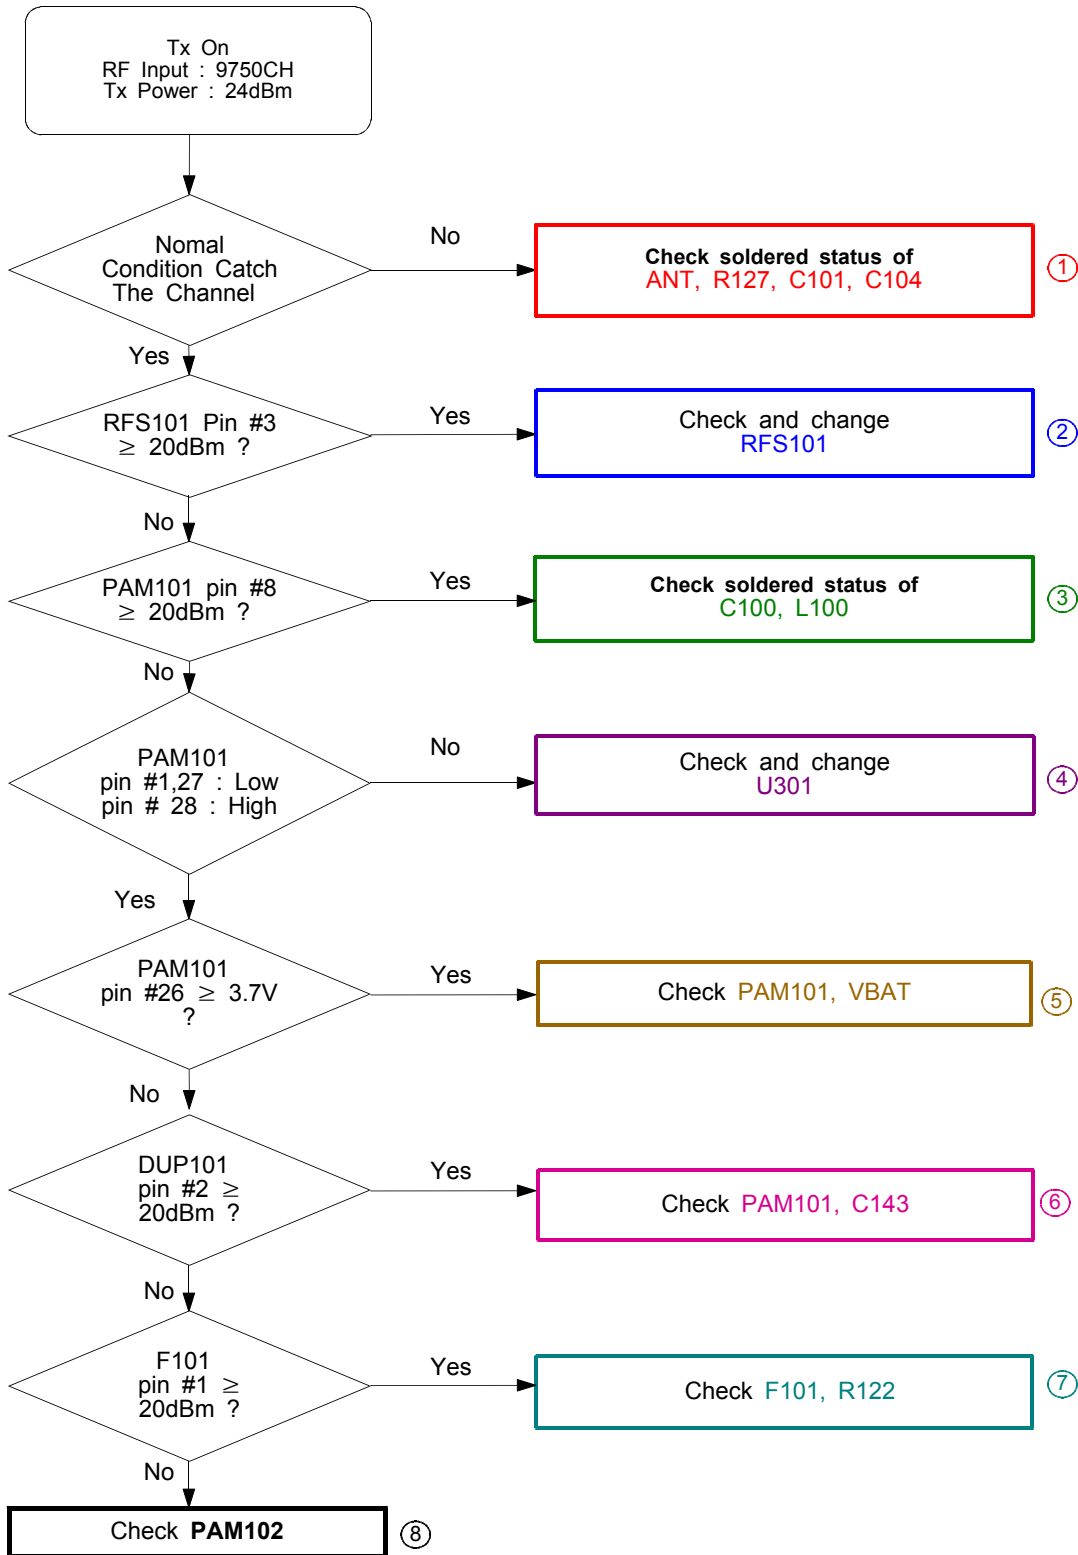 Tx On
RF Input : 9750CH
Tx Power : 24dBm
Nomal
Condition Catch
The Channel
No
Check soldered status of
ANT, R127, C101, C104
①
Yes
RFS101 Pin #3
≥ 20dBm ?
Yes
Check and change
RFS101
②
No
PAM101 pin #8
≥ 20dBm ?
Yes
Check soldered status of
C100, L100
③
No
PAM101
pin #1,27 : Low
pin # 28 : High
No
Check and change
U301
④
Yes
PAM101
pin #26 ≥ 3.7V
?
Yes
Check PAM101, VBAT
⑤
No
DUP101
pin #2 ≥
20dBm ?
Yes
Check PAM101, C143
⑥
No
F101
pin #1 ≥
20dBm ?
Yes
Check F101, R122
⑦
No
Check PAM102
⑧